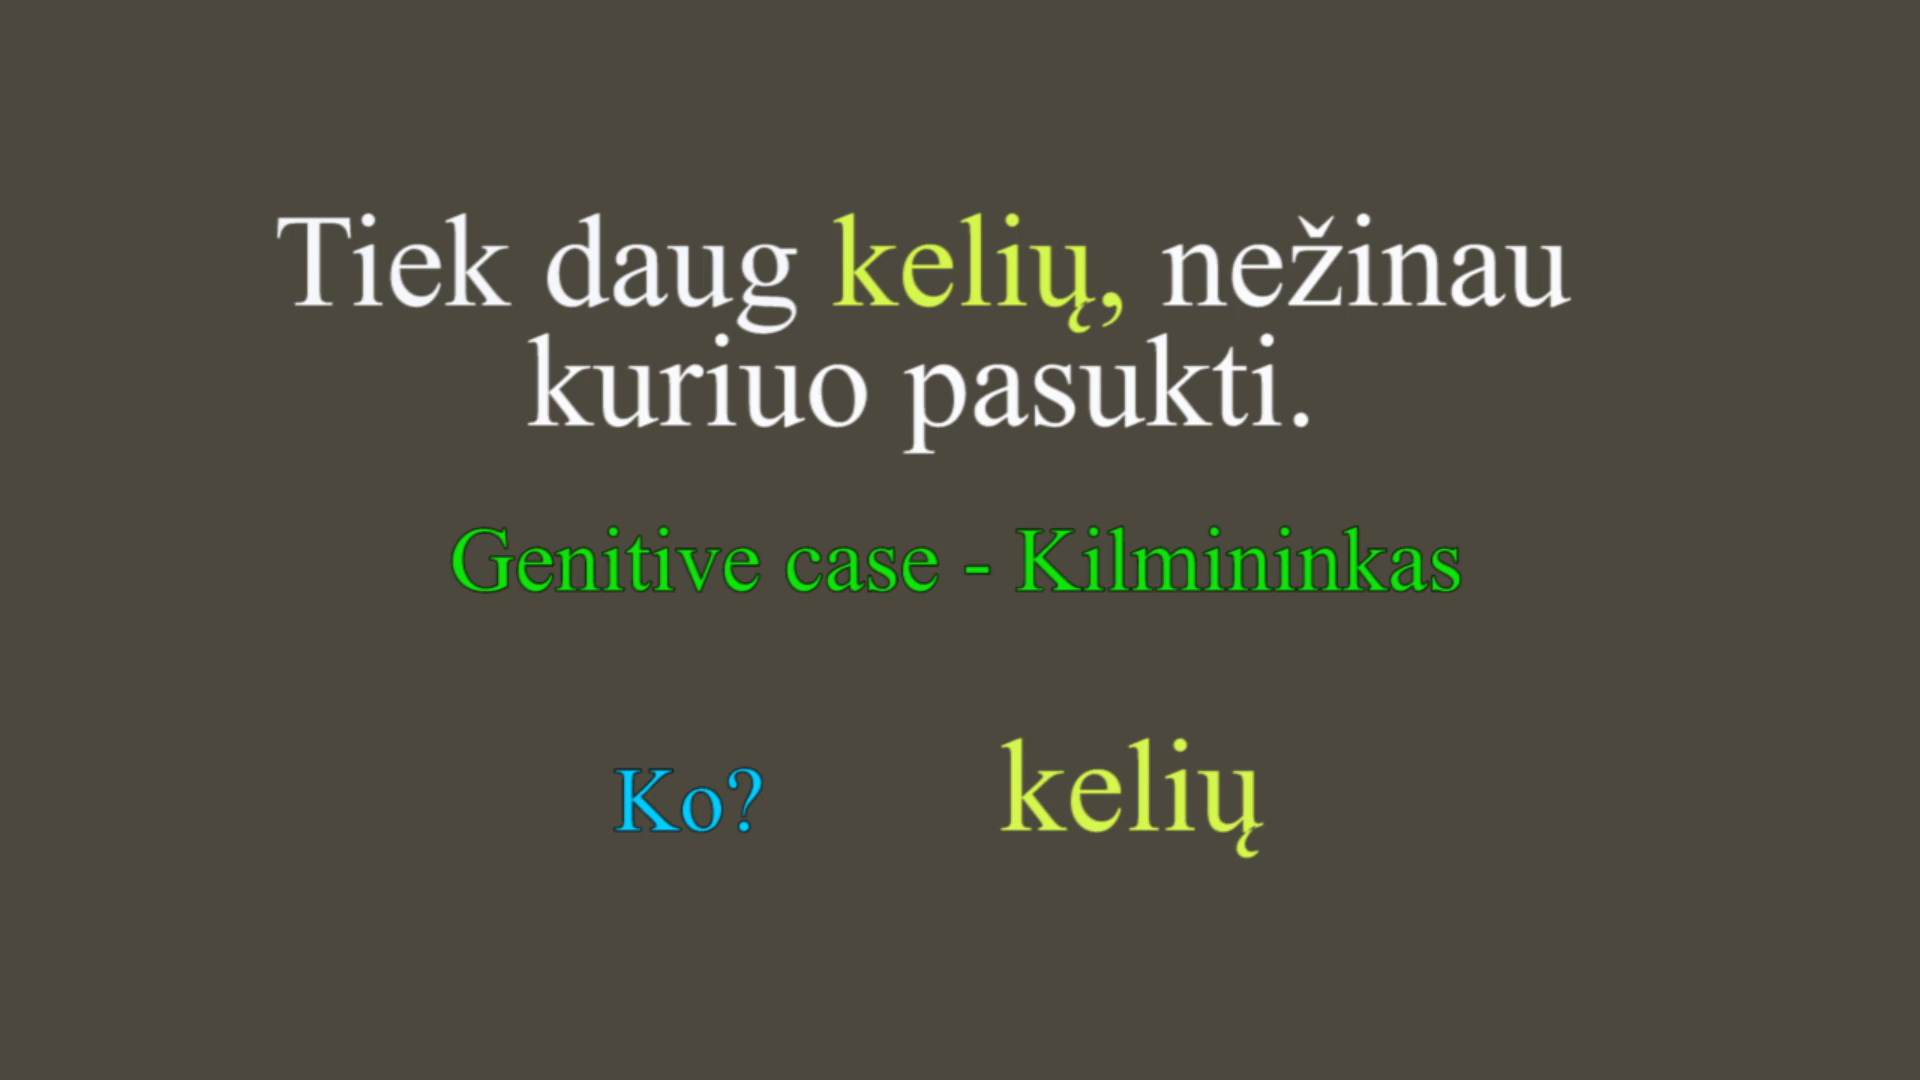 Tiek daug kelių, nežinau
kuriuo pasukti.
Genitive case - Kilmininkas
Ko? kelių